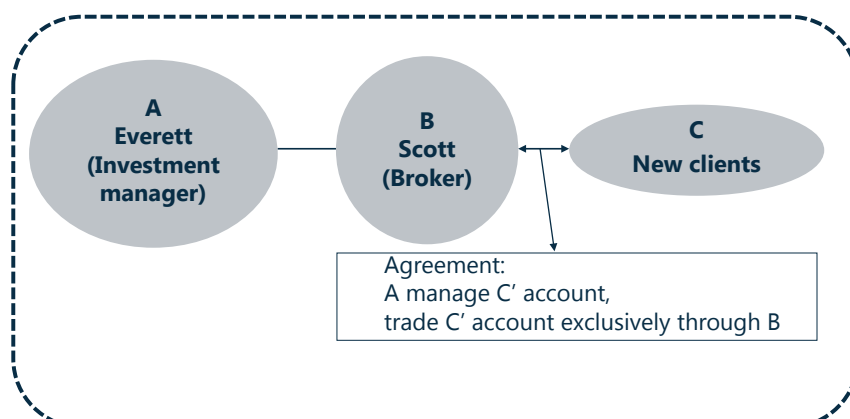 A
Everett
(Investment
manager)
B
Scott
(Broker)
C
New clients
Agreement:
A manage C’ account,
trade C’ account exclusively through B